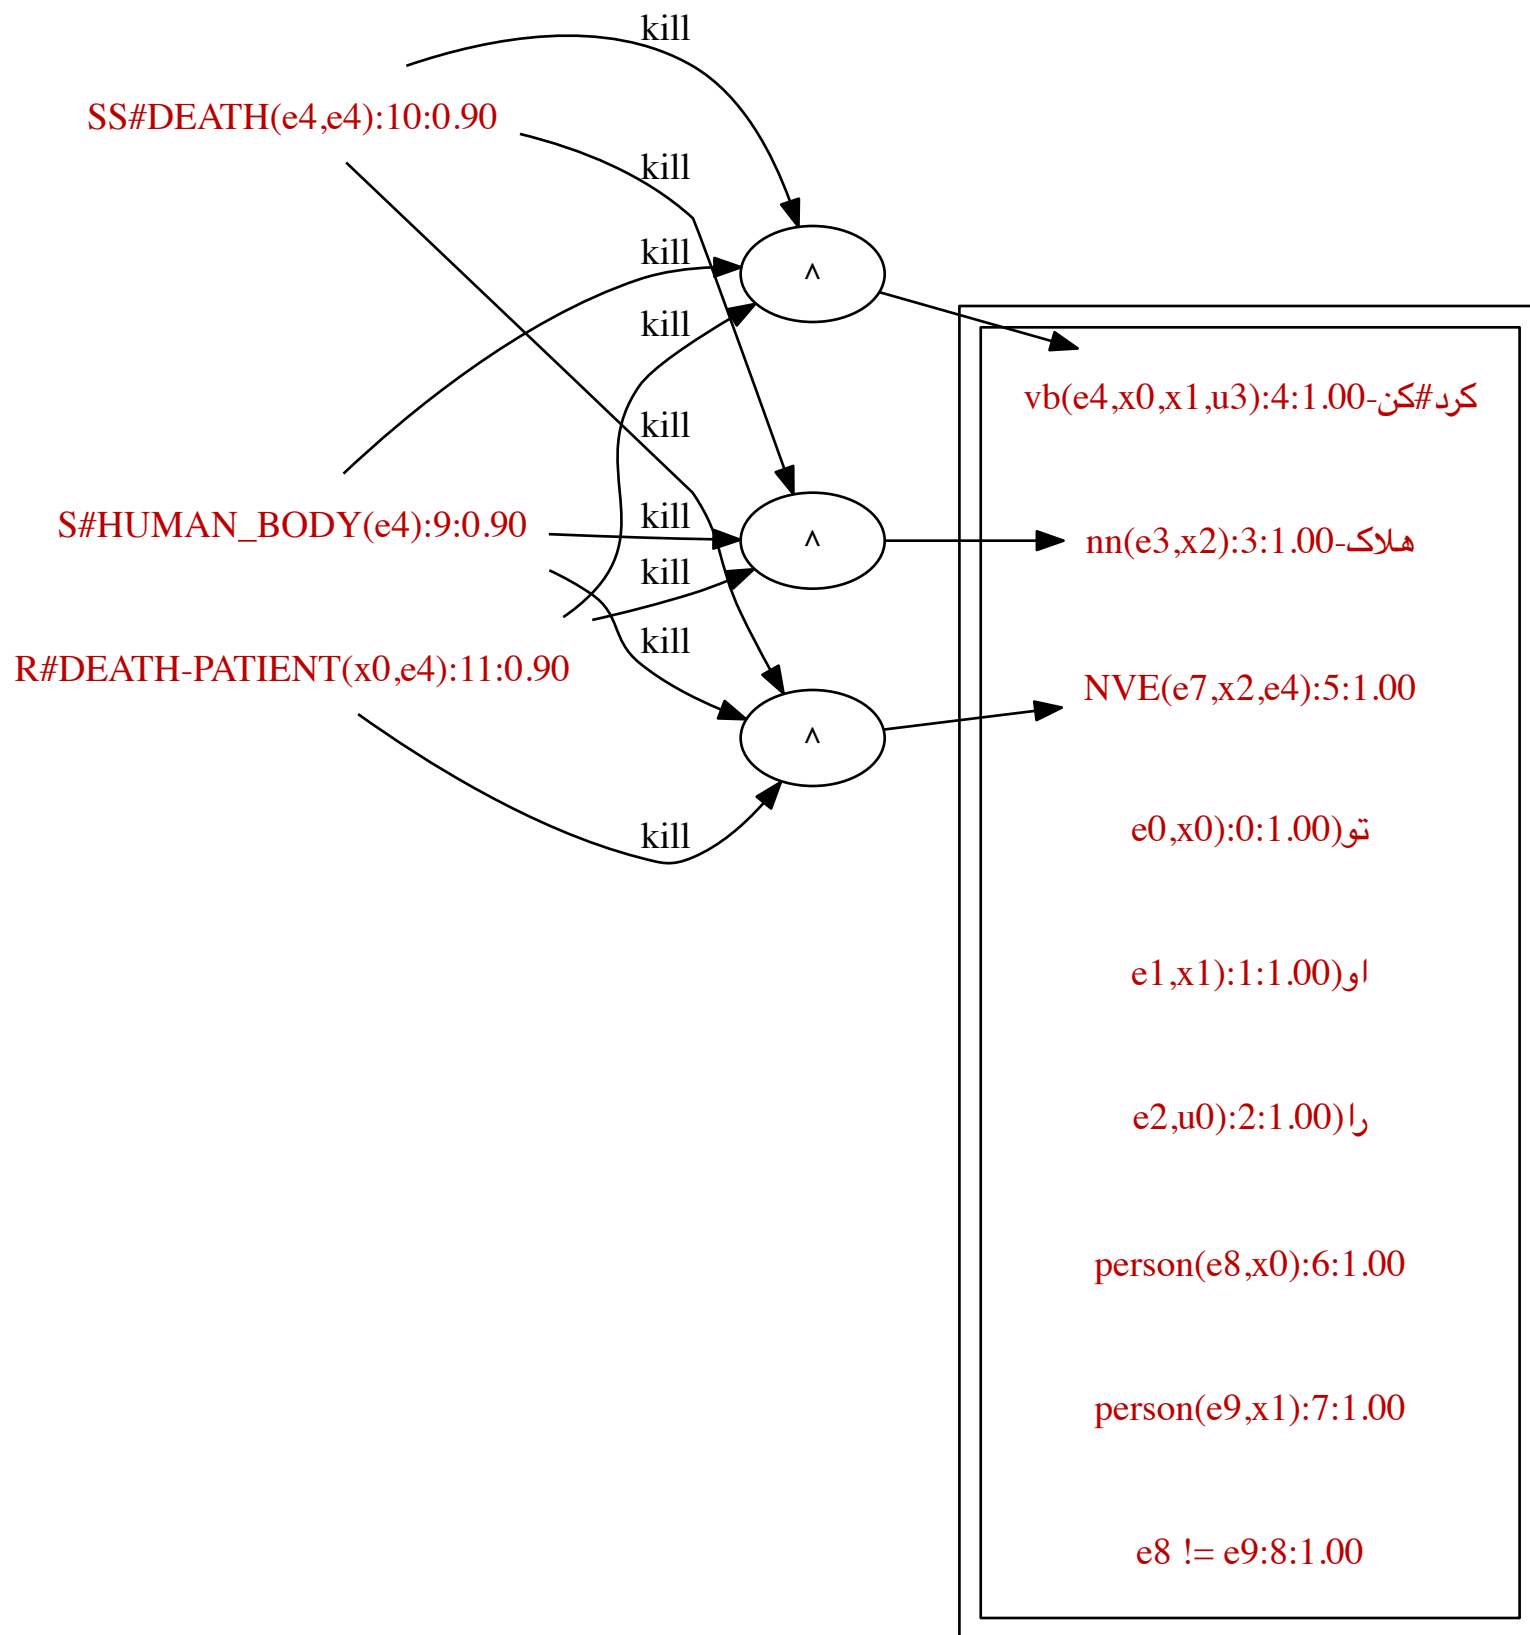 kill
SS#DEATH(e4,e4):10:0.90
kill
kill
^
kill
کرد#کن-vb(e4,x0,x1,u3):4:1.00
kill
S#HUMAN_BODY(e4):9:0.90
kill
^
هلاک-nn(e3,x2):3:1.00
kill
kill
R#DEATH-PATIENT(x0,e4):11:0.90
NVE(e7,x2,e4):5:1.00
^
kill
تو(e0,x0):0:1.00
او(e1,x1):1:1.00
را(e2,u0):2:1.00
person(e8,x0):6:1.00
person(e9,x1):7:1.00
e8 != e9:8:1.00